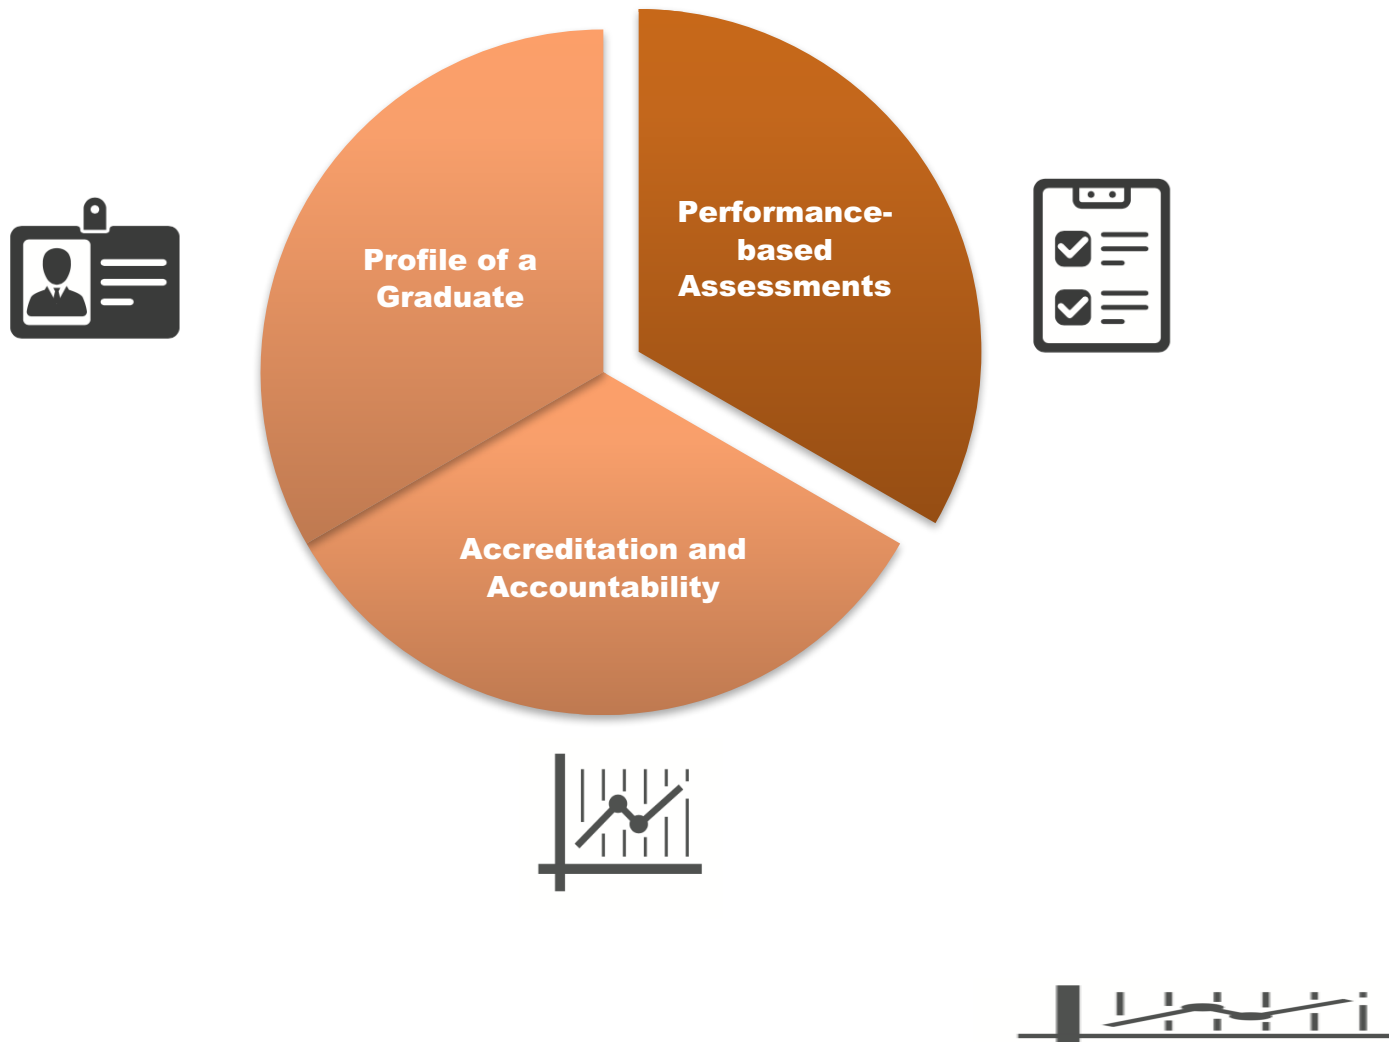 Performance-
based
Assessments
Profile of a
Graduate
Accreditation and
Accountability